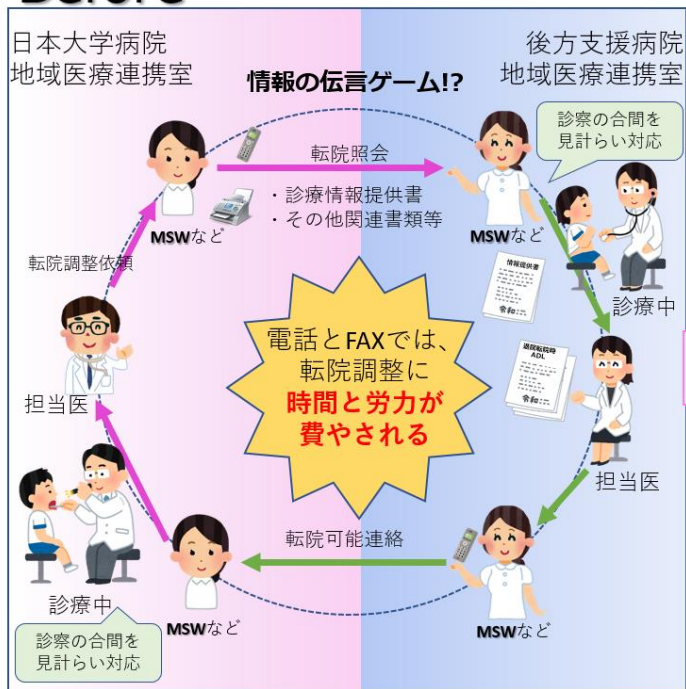 Before
日本大学病院
地域医療連携室
後方支援病院
地域医療連携室
情報の伝言ゲーム!?
診察の合間を
見計らい対応
転院照会
・診療情報提供書
・その他関連書類等
MSWなど
MSWなど
転院調整依頼
情報提供書
令和
診療中
電話とFAXでは、
転院調整に
時間と労力が
費やされる
退院転院時
ADL
令和
担当医
担当医
転院可能連絡
診療中
MSWなど
MSWなど
診察の合間を
見計らい対応